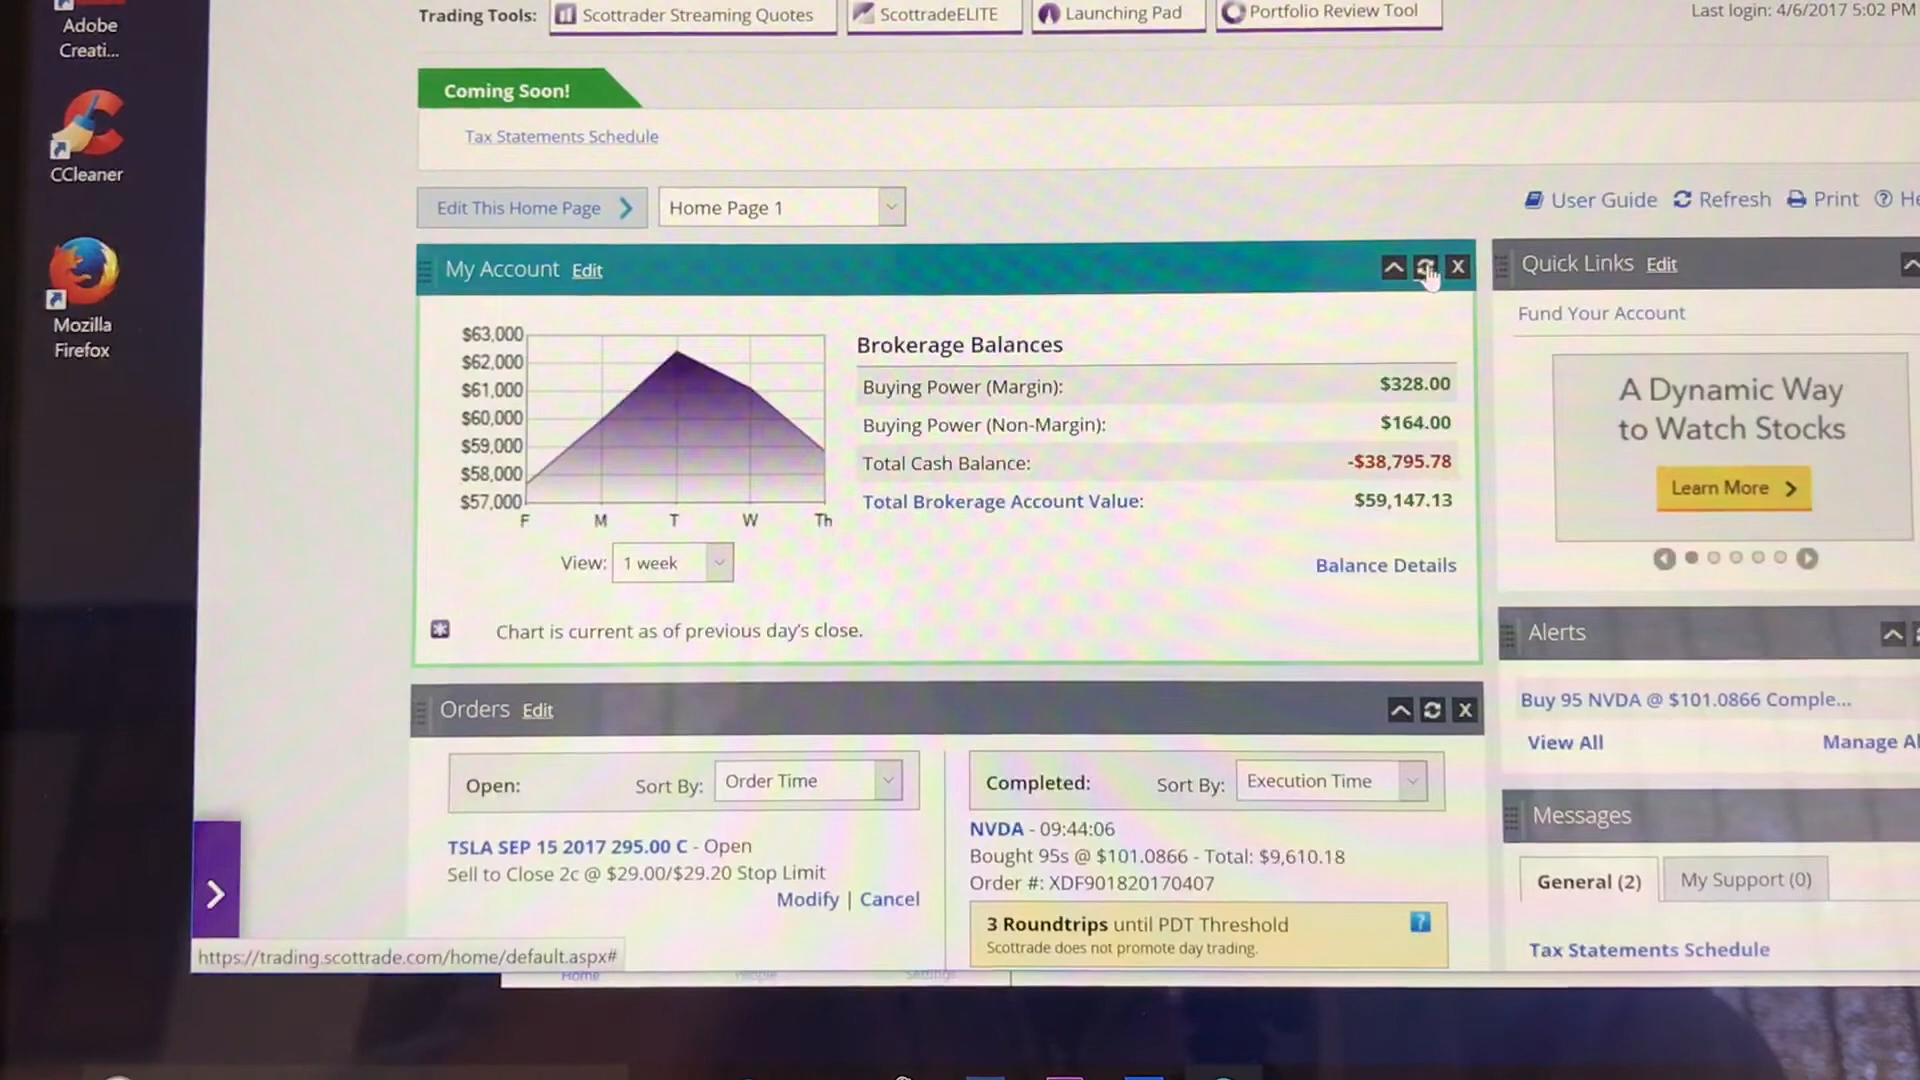 Adobe
Creati...
CCleaner
Mozilla
Firefox
Trading Tools:
Scottrader Streaming Quotes
ScottradeELITE
Launching Pad
Portfolio Review Tool
Last login: 4/6/2017 5:02 PM
Coming Soon!
Tax Statements Schedule
Edit This Home Page
Home Page 1
User Guide
Refresh
Print
My Account Edit
$63,000
$62,000
$61,000
$60,000
$59,000
$58,000
$57,000
F M T W Th
View: 1 week
Chart is current as of previous day's close.
Brokerage Balances
Buying Power (Margin): $328.00
Buying Power (Non-Margin): $164.00
Total Cash Balance: -$38,795.78
Total Brokerage Account Value: $59,147.13
Balance Details
Quick Links Edit
Fund Your Account
A Dynamic Way
to Watch Stocks
Learn More
Orders Edit
Open: Sort By: Order Time
TSLA SEP 15 2017 295.00 C - Open
Sell to Close 2c @ $29.00/$29.20 Stop Limit
Modify | Cancel
Completed: Sort By: Execution Time
NVDA - 09:44:06
Bought 95s @ $101.0866 - Total: $9,610.18
Order #: XDF901820170407
3 Roundtrips until PDT Threshold
Scottrade does not promote day trading.
Alerts
Buy 95 NVDA @ $101.0866 Comple...
View All
Manage Al
Messages
General (2)
My Support (0)
Tax Statements Schedule
https://trading.scottrade.com/home/default.aspx#
Home People Settings